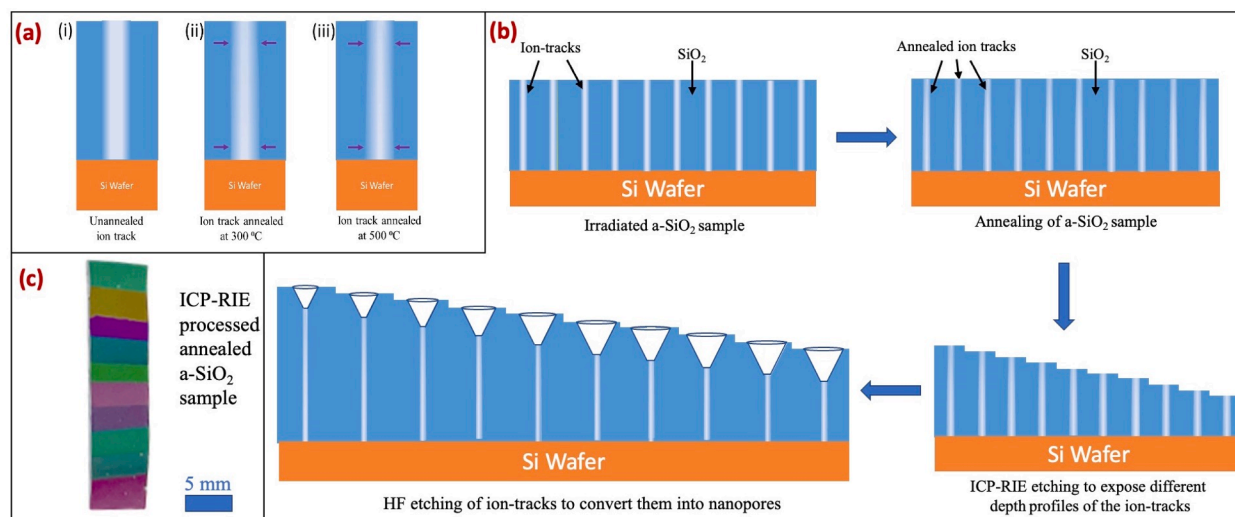 (a)
(i)
(ii)
(iii)
Si Wafer
Si Wafer
Si Wafer
Unannealed
ion track
Ion track annealed
at 300 ⁰C
Ion track annealed
at 500 ⁰C
(b)
Ion-tracks
SiO₂
Si Wafer
Irradiated a-SiO₂ sample
Annealed ion tracks
SiO₂
Si Wafer
Annealing of a-SiO₂ sample
(c)
ICP-RIE
processed
annealed
a-SiO₂
sample
5 mm
Si Wafer
HF etching of ion-tracks to convert them into nanopores
Si Wafer
ICP-RIE etching to expose different
depth profiles of the ion-tracks